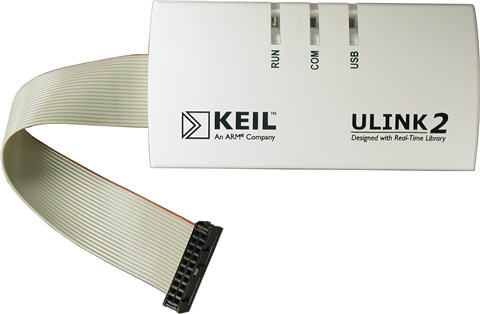 RUN
COM
USB
KEIL™
An ARM® Company
ULINK2
Designed with Real-Time Library